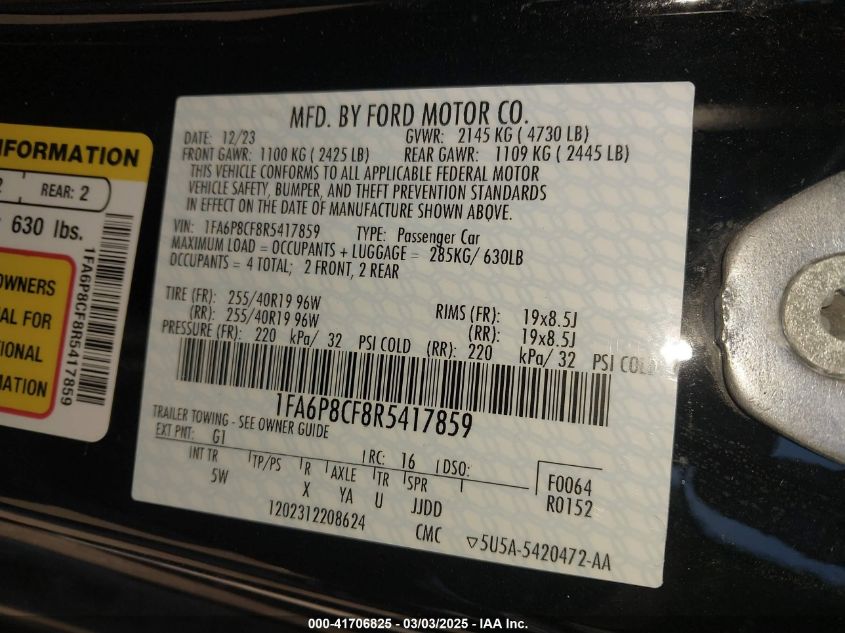 NFORMATION
2 REAR: 2
630 lbs.
OWNERS
AL FOR
TIONAL
MATION
1FA6P8CF8R5417859
MFD. BY FORD MOTOR CO.
DATE: 12/23 GVWR: 2145 KG ( 4730 LB)
FRONT GAWR: 1100 KG ( 2425 LB) REAR GAWR: 1109 KG ( 2445 LB)
THIS VEHICLE CONFORMS TO ALL APPLICABLE FEDERAL MOTOR
VEHICLE SAFETY, BUMPER, AND THEFT PREVENTION STANDARDS
IN EFFECT ON THE DATE OF MANUFACTURE SHOWN ABOVE.
VIN: 1FA6P8CF8R5417859 TYPE: Passenger Car
MAXIMUM LOAD = OCCUPANTS + LUGGAGE = 285KG/ 630LB
OCCUPANTS = 4 TOTAL; 2 FRONT, 2 REAR
TIRE (FR): 255/40R19 96W RIMS (FR): 19x8.5J
(RR): 255/40R19 96W (RR): 19x8.5J
PRESSURE (FR): 220 kPa/ 32 PSI COLD (RR): 220 kPa/ 32 PSI COLD
1FA6P8CF8R5417859
TRAILER TOWING - SEE OWNER GUIDE
EXT PNT: G1 RC: 16 DSO:
INT TR TP/PS R AXLE TR SPR F0064
5W X YA U JJDD R0152
1202312208624 CMC ▽5U5A-5420472-AA
000-41706825 - 03/03/2025 - IAA Inc.